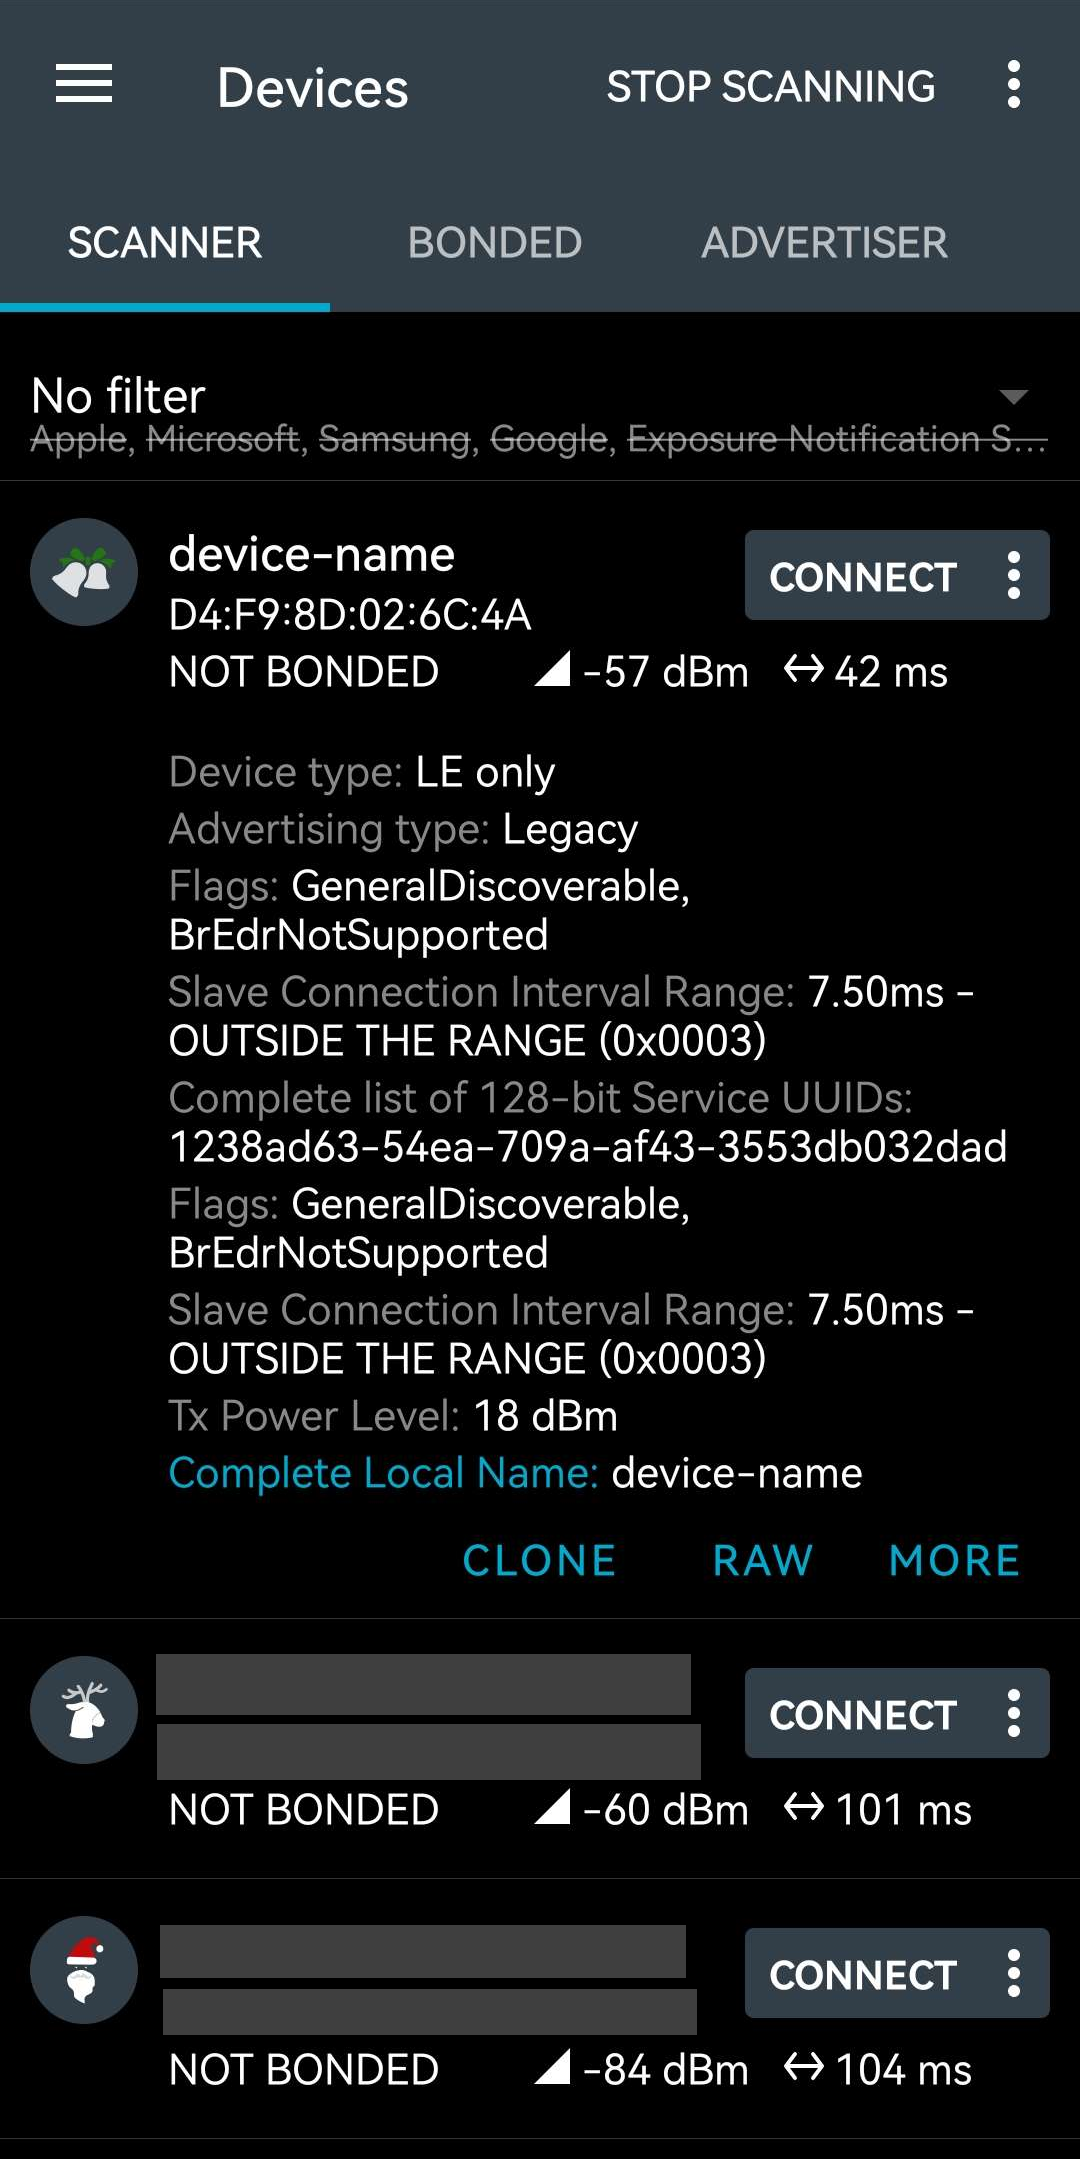 Devices STOP SCANNING
SCANNER BONDED ADVERTISER
No filter
Apple, Microsoft, Samsung, Google, Exposure Notification S...
device-name
CONNECT
D4:F9:8D:02:6C:4A
NOT BONDED -57 dBm 42 ms
Device type: LE only
Advertising type: Legacy
Flags: GeneralDiscoverable,
BrEdrNotSupported
Slave Connection Interval Range: 7.50ms -
OUTSIDE THE RANGE (0x0003)
Complete list of 128-bit Service UUIDs:
1238ad63-54ea-709a-af43-3553db032dad
Flags: GeneralDiscoverable,
BrEdrNotSupported
Slave Connection Interval Range: 7.50ms -
OUTSIDE THE RANGE (0x0003)
Tx Power Level: 18 dBm
Complete Local Name: device-name
CLONE RAW MORE
CONNECT
NOT BONDED -60 dBm 101 ms
CONNECT
NOT BONDED -84 dBm 104 ms